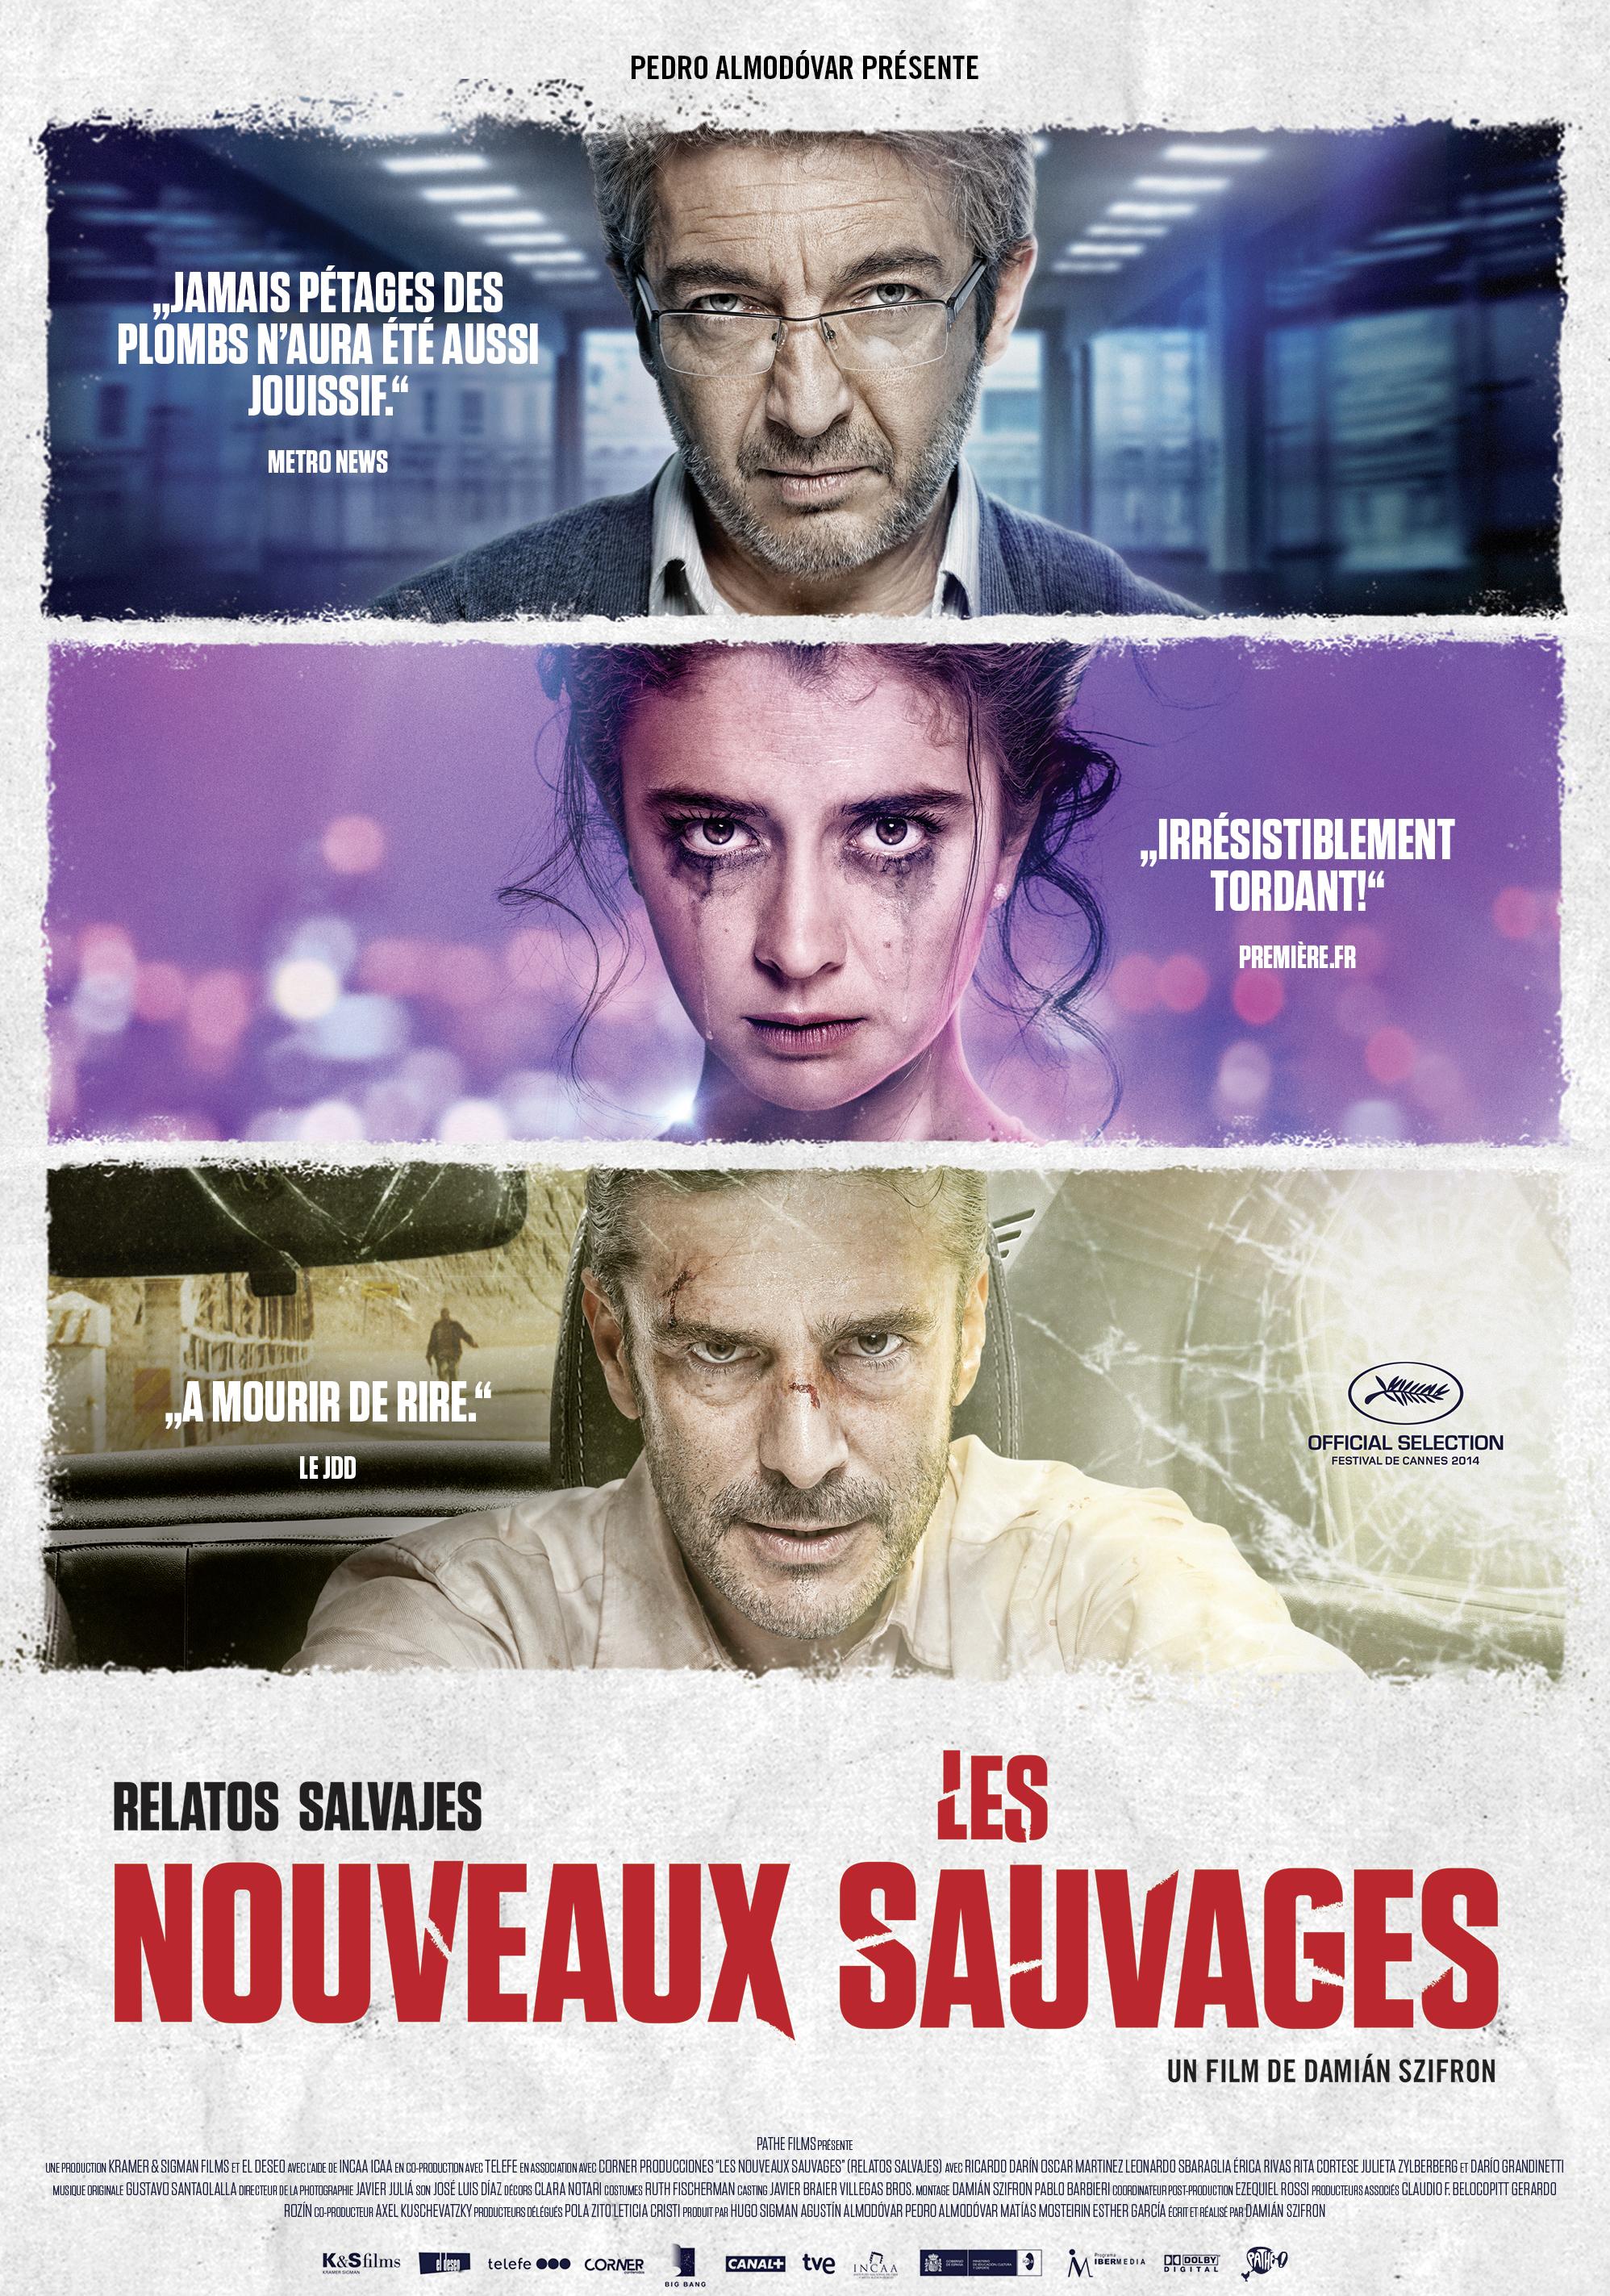 PEDRO ALMODÓVAR PRÉSENTE
„JAMAIS PÉTAGES DES
PLOMBS N'AURA ÉTÉ AUSSI
JOUISSIF.“
METRO NEWS
„IRRÉSISTIBLEMENT
TORDANT!“
PREMIÈRE.FR
„A MOURIR DE RIRE.“
LE JDD
OFFICIAL SELECTION
FESTIVAL DE CANNES 2014
RELATOS SALVAJES
LES
NOUVEAUX SAUVAGES
UN FILM DE DAMIÁN SZIFRON
PATHE FILMS PRÉSENTE
UNE PRODUCTION KRAMER & SIGMAN FILMS ET EL DESEO AVEC L'AIDE DE INCAA ICAA EN CO-PRODUCTION AVEC TELEFE EN ASSOCIATION AVEC CORNER PRODUCCIONES "LES NOUVEAUX SAUVAGES" (RELATOS SALVAJES) AVEC RICARDO DARÍN OSCAR MARTINEZ LEONARDO SBARAGLIA ÉRICA RIVAS RITA CORTESE JULIETA ZYLBERBERG ET DARÍO GRANDINETTI
MUSIQUE ORIGINALE GUSTAVO SANTAOLALLA DIRECTEUR DE LA PHOTOGRAPHIE JAVIER JULIÁ SON JOSÉ LUIS DÍAZ DÉCORS CLARA NOTARI COSTUMES RUTH FISCHERMAN CASTING JAVIER BRAIER VILLEGAS BROS. MONTAGE DAMIÁN SZIFRON PABLO BARBIERI COORDINATEUR POST-PRODUCTION EZEQUIEL ROSSI PRODUCTEURS ASSOCIÉS CLAUDIO F. BELOCOPITT GERARDO
ROZÍN CO-PRODUCTEUR AXEL KUSCHEVATZKY PRODUCTEURS DÉLÉGUÉS POLA ZITO LETICIA CRISTI PRODUIT PAR HUGO SIGMAN AGUSTÍN ALMODÓVAR PEDRO ALMODÓVAR MATÍAS MOSTEIRIN ESTHER GARCÍA ÉCRIT ET RÉALISÉ PAR DAMIÁN SZIFRON
K&S films KRAMER SIGMAN el deseo telefe CORNER BIG BANG CANAL+ tve INCAA Programa IBERMEDIA DOLBY DIGITAL PATHÉ